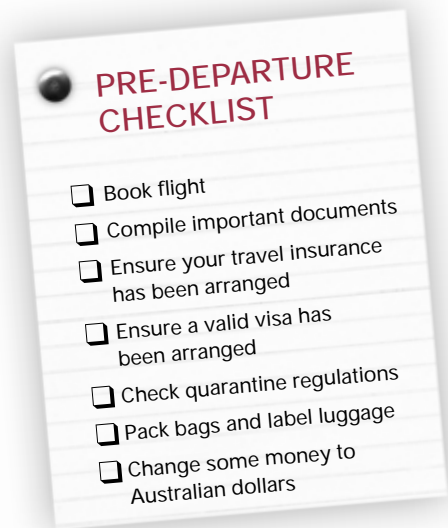 PRE-DEPARTURE
CHECKLIST
Book flight
Compile important documents
Ensure your travel insurance
has been arranged
Ensure a valid visa has
been arranged
Check quarantine regulations
Pack bags and label luggage
Change some money to
Australian dollars